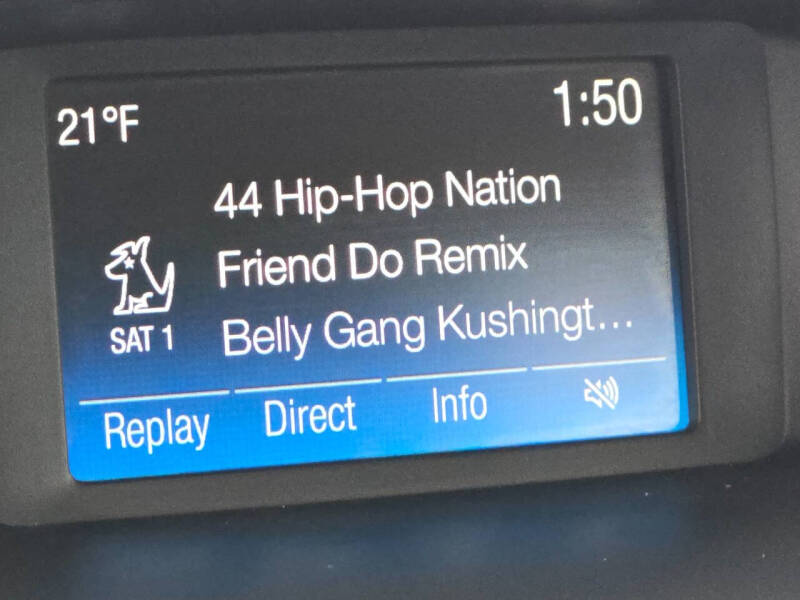 21°F 1:50
44 Hip-Hop Nation
Friend Do Remix
SAT 1 Belly Gang Kushingt...
Replay Direct Info